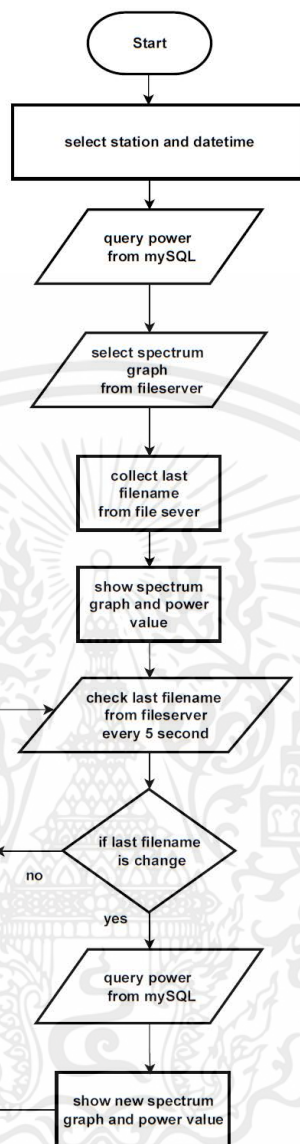 Start
select station and datetime
query power
from mySQL
select spectrum
graph
from fileserver
collect last
filename
from file sever
show spectrum
graph and power
value
check last filename
from fileserver
every 5 second
if last filename
is change
no
yes
query power
from mySQL
show new spectrum
graph and power value